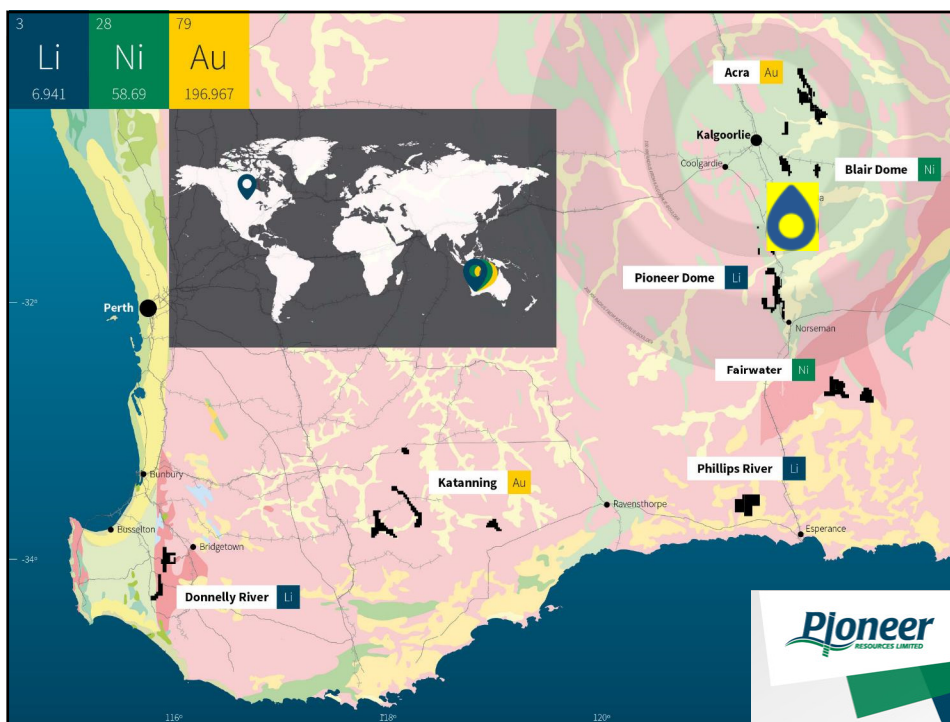 3
28
79
Li
Ni
Au
6.941
58.69
196.967
Acra Au
Kalgoorlie
Coolgardie
Blair Dome Ni
Pioneer Dome Li
-32°
Perth
Norseman
Fairwater Ni
Phillips River Li
Katanning Au
Bunbury
Ravensthorpe
Busselton
Esperance
Bridgetown
-34°
Donnelly River Li
Pioneer
RESOURCES LIMITED
116°
118°
120°